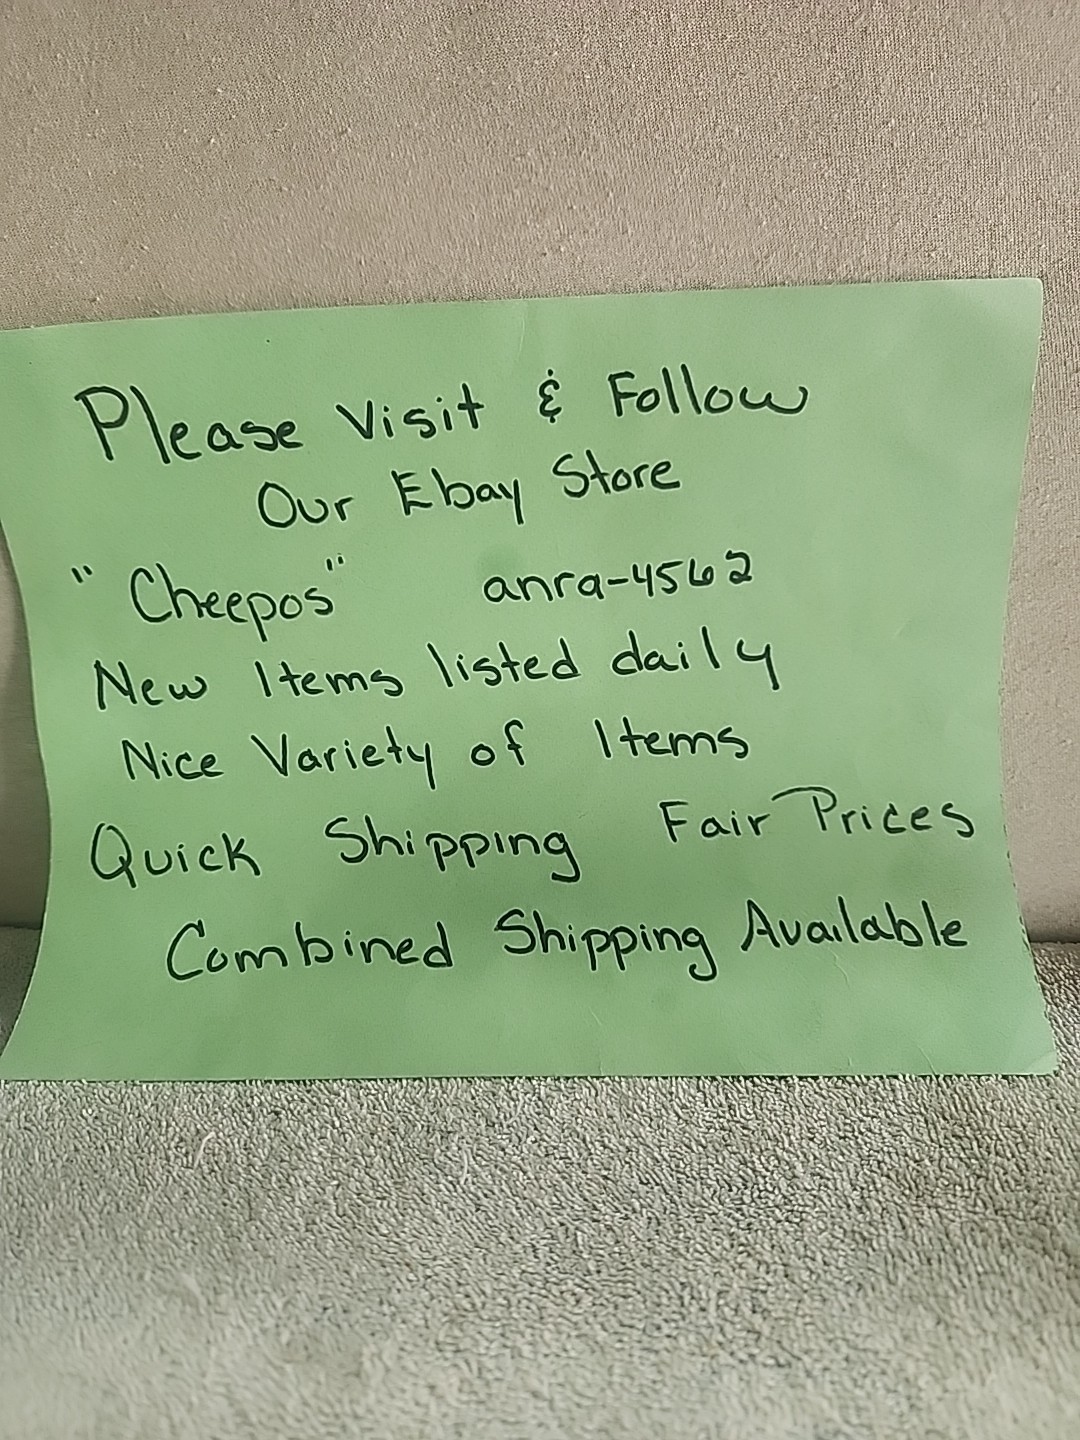 Please Visit & Follow
Our Ebay Store
"Cheepos" anra-4562
New Items listed daily
Nice Variety of Items
Quick Shipping Fair Prices
Combined Shipping Available